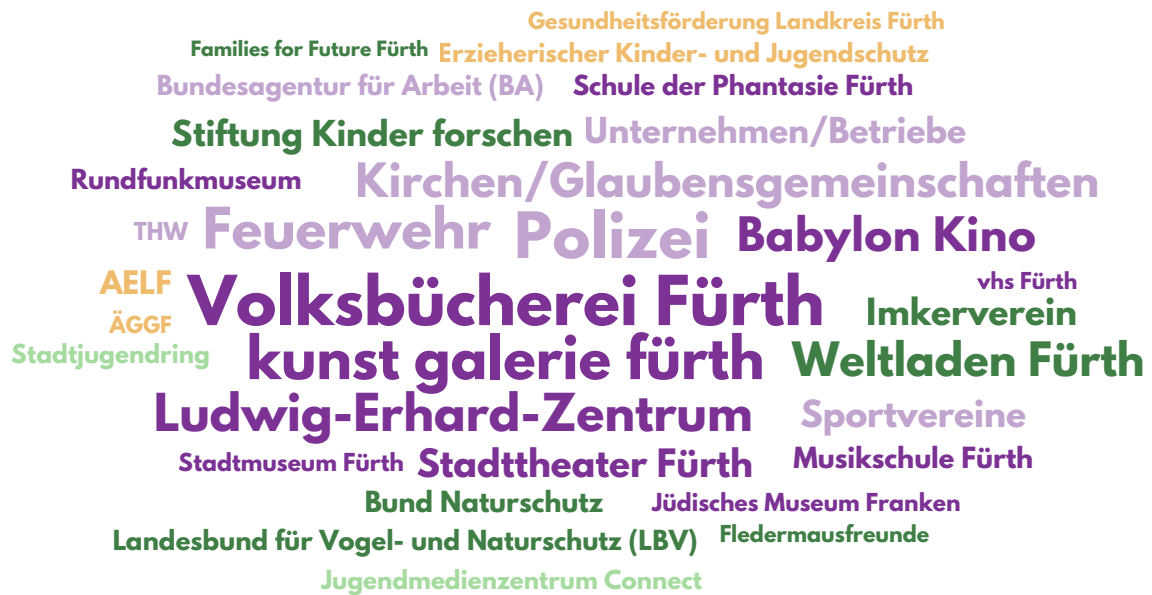 Gesundheitsförderung Landkreis Fürth
Families for Future Fürth
Erzieherischer Kinder- und Jugendschutz
Bundesagentur für Arbeit (BA)
Schule der Phantasie Fürth
Stiftung Kinder forschen
Unternehmen/Betriebe
Rundfunkmuseum
Kirchen/Glaubensgemeinschaften
THW
Feuerwehr
Polizei
Babylon Kino
AELF
Volksbücherei Fürth
vhs Fürth
ÄGGF
Imkerverein
Stadtjugendring
kunst galerie fürth
Weltladen Fürth
Ludwig-Erhard-Zentrum
Sportvereine
Stadtmuseum Fürth
Stadttheater Fürth
Musikschule Fürth
Bund Naturschutz
Jüdisches Museum Franken
Landesbund für Vogel- und Naturschutz (LBV)
Fledermausfreunde
Jugendmedienzentrum Connect